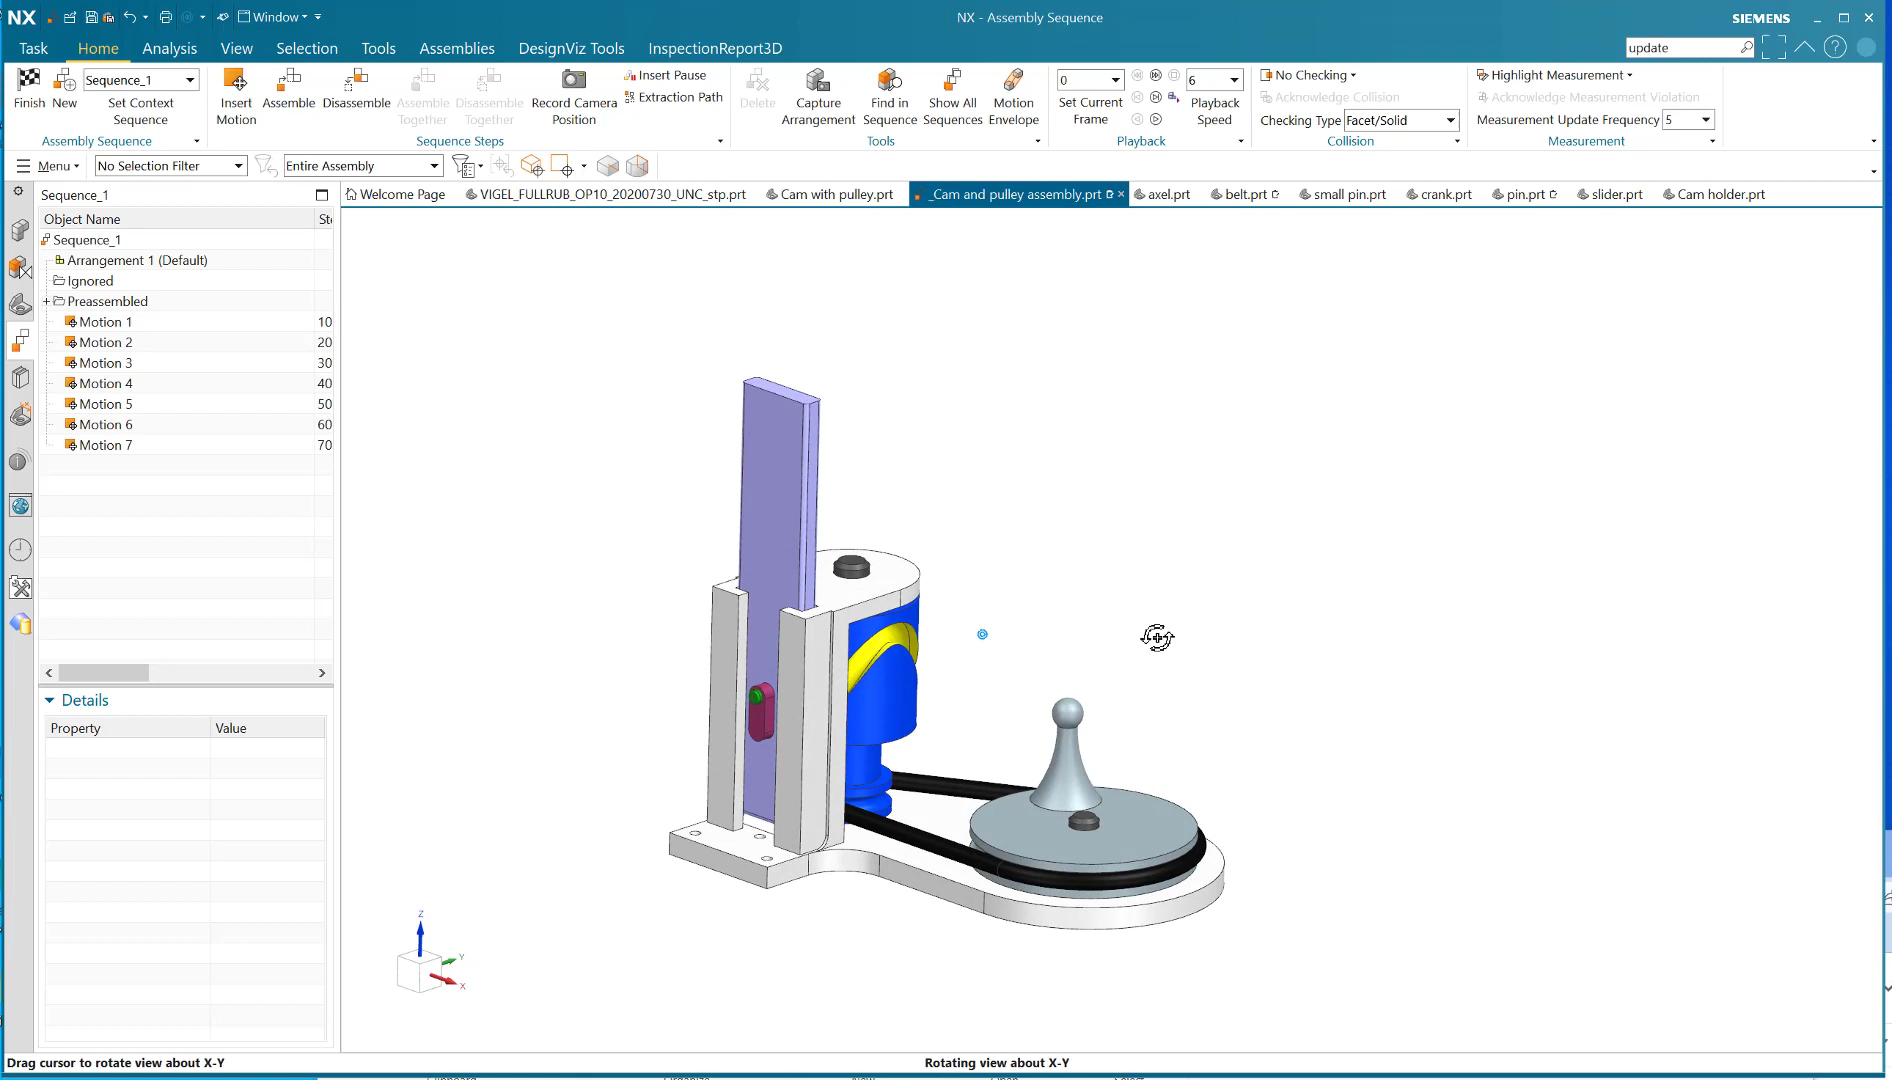 NX
Window
NX - Assembly Sequence
SIEMENS
Task
Home
Analysis
View
Selection
Tools
Assemblies
DesignViz Tools
InspectionReport3D
update
Finish
New
Sequence_1
Set Context
Sequence
Assembly Sequence
Insert
Motion
Assemble
Disassemble
Assemble
Together
Disassemble
Together
Record Camera
Position
Insert Pause
Extraction Path
Sequence Steps
Delete
Capture
Arrangement
Find in
Sequence
Show All
Sequences
Motion
Envelope
Tools
0
Set Current
Frame
6
Playback
Speed
Playback
No Checking
Acknowledge Collision
Checking Type Facet/Solid
Collision
Highlight Measurement
Acknowledge Measurement Violation
Measurement Update Frequency 5
Measurement
Menu
No Selection Filter
Entire Assembly
Sequence_1
Welcome Page
VIGEL_FULLRUB_OP10_20200730_UNC_stp.prt
Cam with pulley.prt
_Cam and pulley assembly.prt
axel.prt
belt.prt
small pin.prt
crank.prt
pin.prt
slider.prt
Cam holder.prt
Object Name
St
Sequence_1
Arrangement 1 (Default)
Ignored
Preassembled
Motion 1 10
Motion 2 20
Motion 3 30
Motion 4 40
Motion 5 50
Motion 6 60
Motion 7 70
Details
Property
Value
Z
Y
X
Drag cursor to rotate view about X-Y
Rotating view about X-Y